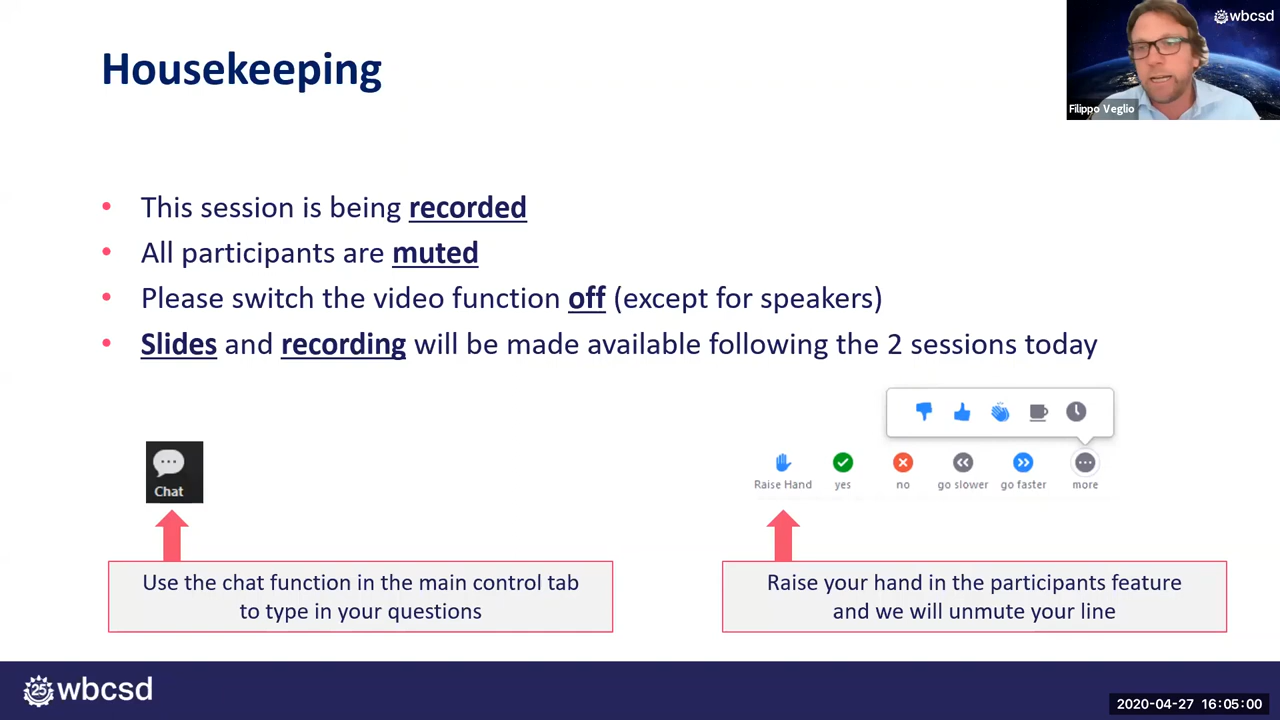 Housekeeping
wbcsd
Filippo Veglio
• This session is being recorded
• All participants are muted
• Please switch the video function off (except for speakers)
• Slides and recording will be made available following the 2 sessions today
Chat
Raise Hand yes no go slower go faster more
Use the chat function in the main control tab
to type in your questions
Raise your hand in the participants feature
and we will unmute your line
25 wbcsd
2020-04-27 16:05:00